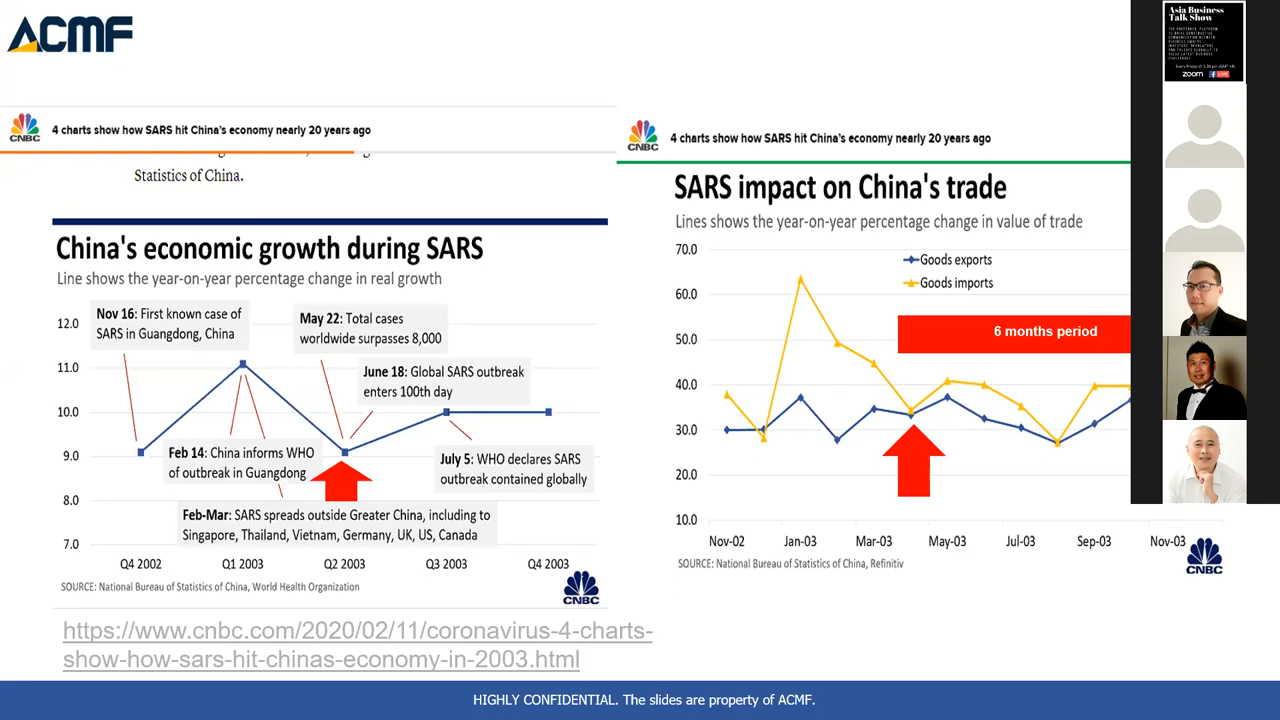 ACMF
CNBC
4 charts show how SARS hit China's economy nearly 20 years ago
Statistics of China.
China's economic growth during SARS
Line shows the year-on-year percentage change in real growth
Nov 16: First known case of
SARS in Guangdong, China
May 22: Total cases
worldwide surpasses 8,000
June 18: Global SARS outbreak
enters 100th day
Feb 14: China informs WHO
of outbreak in Guangdong
July 5: WHO declares SARS
outbreak contained globally
Feb-Mar: SARS spreads outside Greater China, including to
Singapore, Thailand, Vietnam, Germany, UK, US, Canada
12.0
11.0
10.0
9.0
8.0
7.0
Q4 2002 Q1 2003 Q2 2003 Q3 2003 Q4 2003
SOURCE: National Bureau of Statistics of China, World Health Organization
CNBC
https://www.cnbc.com/2020/02/11/coronavirus-4-charts-
show-how-sars-hit-chinas-economy-in-2003.html
CNBC
4 charts show how SARS hit China's economy nearly 20 years ago
SARS impact on China's trade
Lines shows the year-on-year percentage change in value of trade
Goods exports
Goods imports
6 months period
70.0
60.0
50.0
40.0
30.0
20.0
10.0
Nov-02 Jan-03 Mar-03 May-03 Jul-03 Sep-03 Nov-03
SOURCE: National Bureau of Statistics of China, Refinitiv
CNBC
Asia Business
Talk Show
zoom LIVE
HIGHLY CONFIDENTIAL. The slides are property of ACMF.